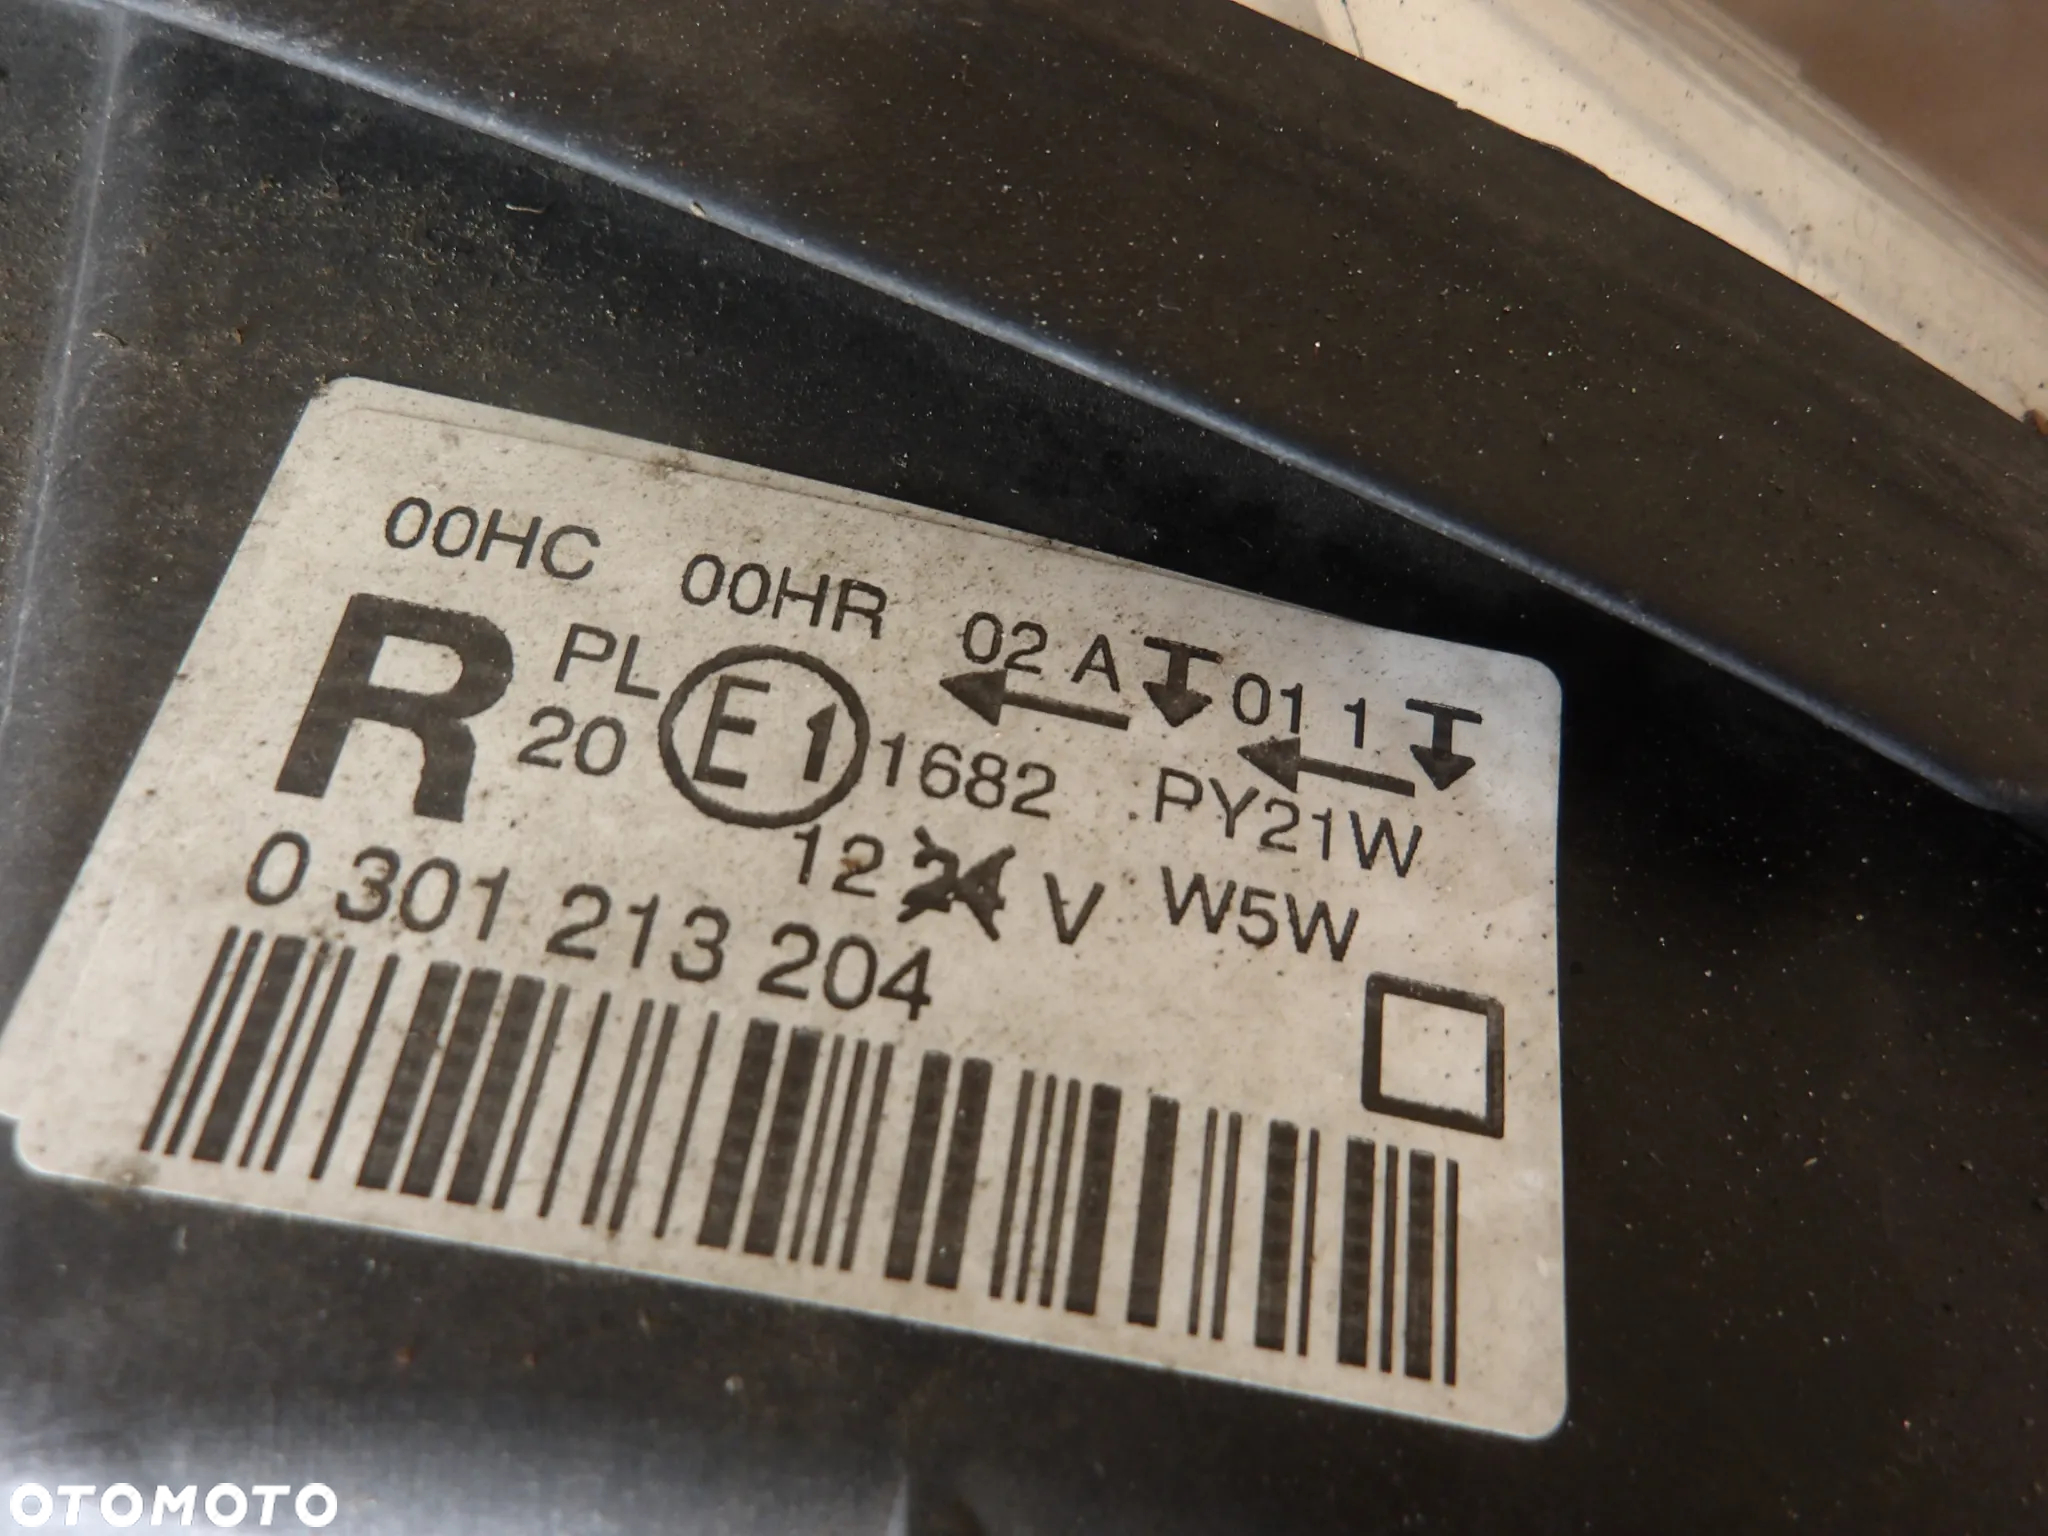 00HC 00HR 02 A 01 1
R PL E1
20 1682 PY21W
12 24 V W5W
0 301 213 204
OTOMOTO